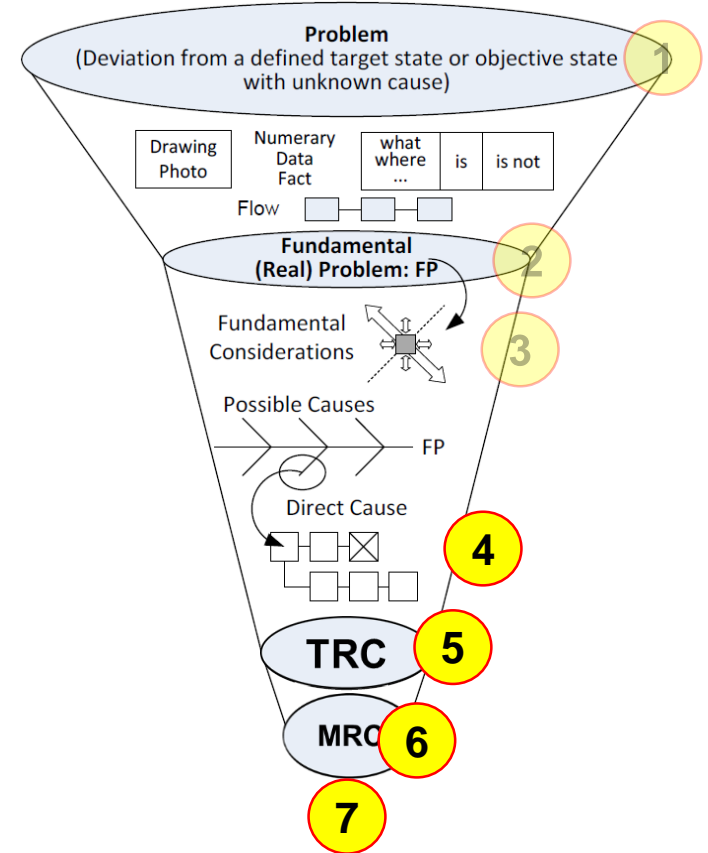 Problem
(Deviation from a defined target state or objective state
with unknown cause)
1
Drawing
Photo
Numerary
Data
Fact
what
where
...
is
is not
Flow
Fundamental
(Real) Problem: FP
2
Fundamental
Considerations
3
Possible Causes
FP
Direct Cause
4
TRC
5
MRC
6
7